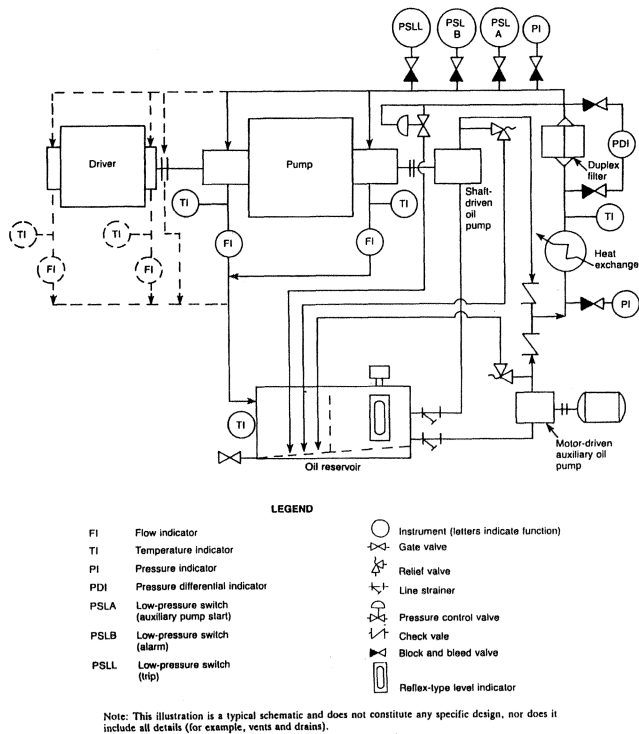 PSLL
PSL
B
PSL
A
PI
Driver
Pump
PDI
Duplex
filter
TI
TI
TI
TI
TI
Shaft-
driven oil
pump
FI
FI
FI
FI
Heat
exchange
PI
TI
Oil reservoir
Motor-driven
auxiliary oil
pump
LEGEND
FI Flow indicator
TI Temperature indicator
PI Pressure indicator
PDI Pressure differential indicator
PSLA Low-pressure switch
(auxiliary pump start)
PSLB Low-pressure switch
(alarm)
PSLL Low-pressure switch
(trip)
Instrument (letters indicate function)
Gate valve
Relief valve
Line strainer
Pressure control valve
Check vale
Block and bleed valve
Reflex-type level indicator
Note: This illustration is a typical schematic and does not constitute any specific design, nor does it
include all details (for example, vents and drains).